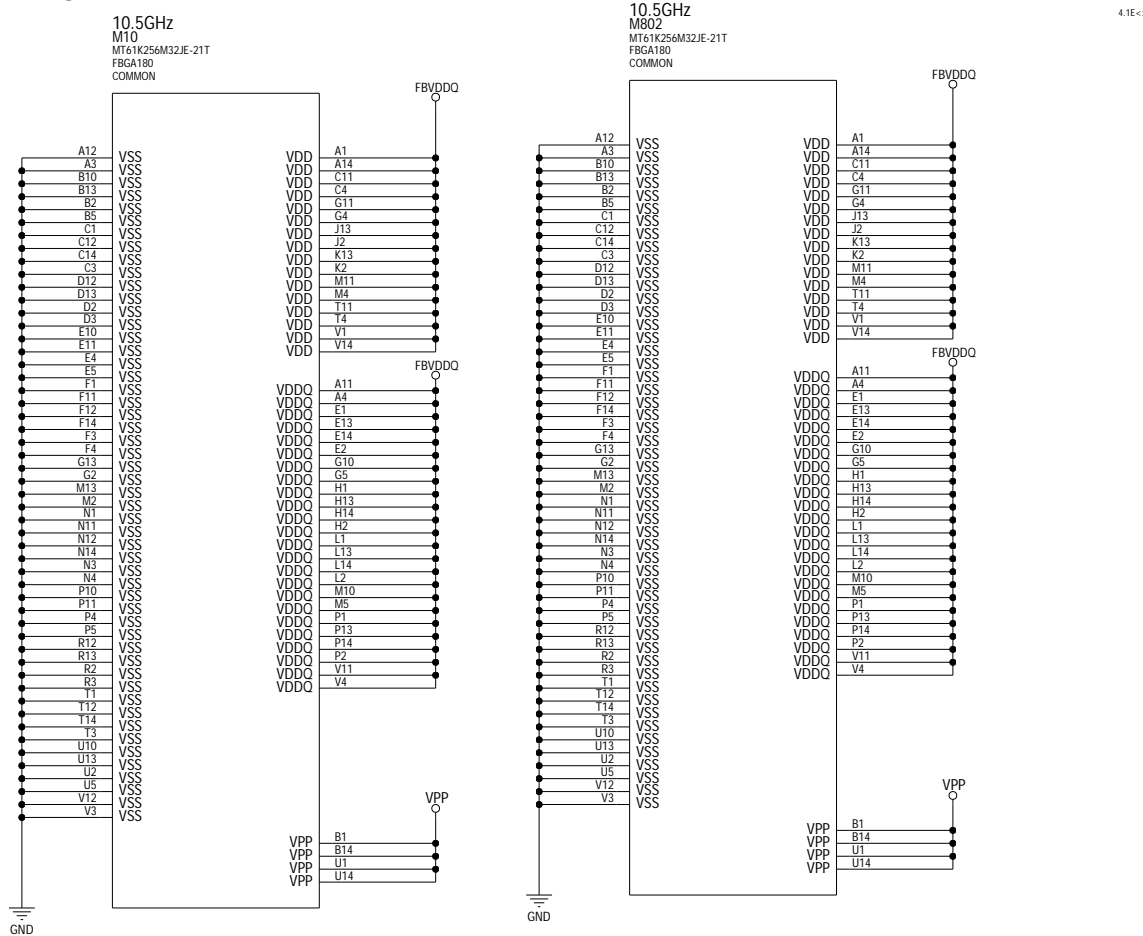 10.5GHz
M10
MT61K256M32JE-21T
FBGA180
COMMON
FBVDDQ
A12 VSS VDD A1
A3 VSS VDD A14
B10 VSS VDD C11
B13 VSS VDD C4
B2 VSS VDD G11
B5 VSS VDD G4
C1 VSS VDD J13
C12 VSS VDD J2
C14 VSS VDD K13
C3 VSS VDD K2
D12 VSS VDD M11
D13 VSS VDD M4
D2 VSS VDD T11
D3 VSS VDD T4
E10 VSS VDD V1
E11 VSS VDD V14
E4 VSS
FBVDDQ
E5 VSS
F1 VSS VDDQ A11
F11 VSS VDDQ A4
F12 VSS VDDQ E1
F14 VSS VDDQ E13
F3 VSS VDDQ E14
F4 VSS VDDQ E2
G13 VSS VDDQ G10
G2 VSS VDDQ G5
M13 VSS VDDQ H1
M2 VSS VDDQ H13
N1 VSS VDDQ H14
N11 VSS VDDQ H2
N12 VSS VDDQ L1
N14 VSS VDDQ L13
N3 VSS VDDQ L14
N4 VSS VDDQ L2
P10 VSS VDDQ M10
P11 VSS VDDQ M5
P4 VSS VDDQ P1
P5 VSS VDDQ P13
R12 VSS VDDQ P14
R13 VSS VDDQ P2
R2 VSS VDDQ V11
R3 VSS VDDQ V4
T1 VSS
T12 VSS
T14 VSS
T3 VSS
U10 VSS
U13 VSS
U2 VSS
U5 VSS
V12 VSS
V3 VSS
VPP
VPP B1
VPP B14
VPP U1
VPP U14
GND
10.5GHz
M802
MT61K256M32JE-21T
FBGA180
COMMON
FBVDDQ
A12 VSS VDD A1
A3 VSS VDD A14
B10 VSS VDD C11
B13 VSS VDD C4
B2 VSS VDD G11
B5 VSS VDD G4
C1 VSS VDD J13
C12 VSS VDD J2
C14 VSS VDD K13
C3 VSS VDD K2
D12 VSS VDD M11
D13 VSS VDD M4
D2 VSS VDD T11
D3 VSS VDD T4
E10 VSS VDD V1
E11 VSS VDD V14
E4 VSS
FBVDDQ
E5 VSS
F1 VSS VDDQ A11
F11 VSS VDDQ A4
F12 VSS VDDQ E1
F14 VSS VDDQ E13
F3 VSS VDDQ E14
F4 VSS VDDQ E2
G13 VSS VDDQ G10
G2 VSS VDDQ G5
M13 VSS VDDQ H1
M2 VSS VDDQ H13
N1 VSS VDDQ H14
N11 VSS VDDQ H2
N12 VSS VDDQ L1
N14 VSS VDDQ L13
N3 VSS VDDQ L14
N4 VSS VDDQ L2
P10 VSS VDDQ M10
P11 VSS VDDQ M5
P4 VSS VDDQ P1
P5 VSS VDDQ P13
R12 VSS VDDQ P14
R13 VSS VDDQ P2
R2 VSS VDDQ V11
R3 VSS VDDQ V4
T1 VSS
T12 VSS
T14 VSS
T3 VSS
U10 VSS
U13 VSS
U2 VSS
U5 VSS
V12 VSS
V3 VSS
VPP
VPP B1
VPP B14
VPP U1
VPP U14
GND
4.1E<